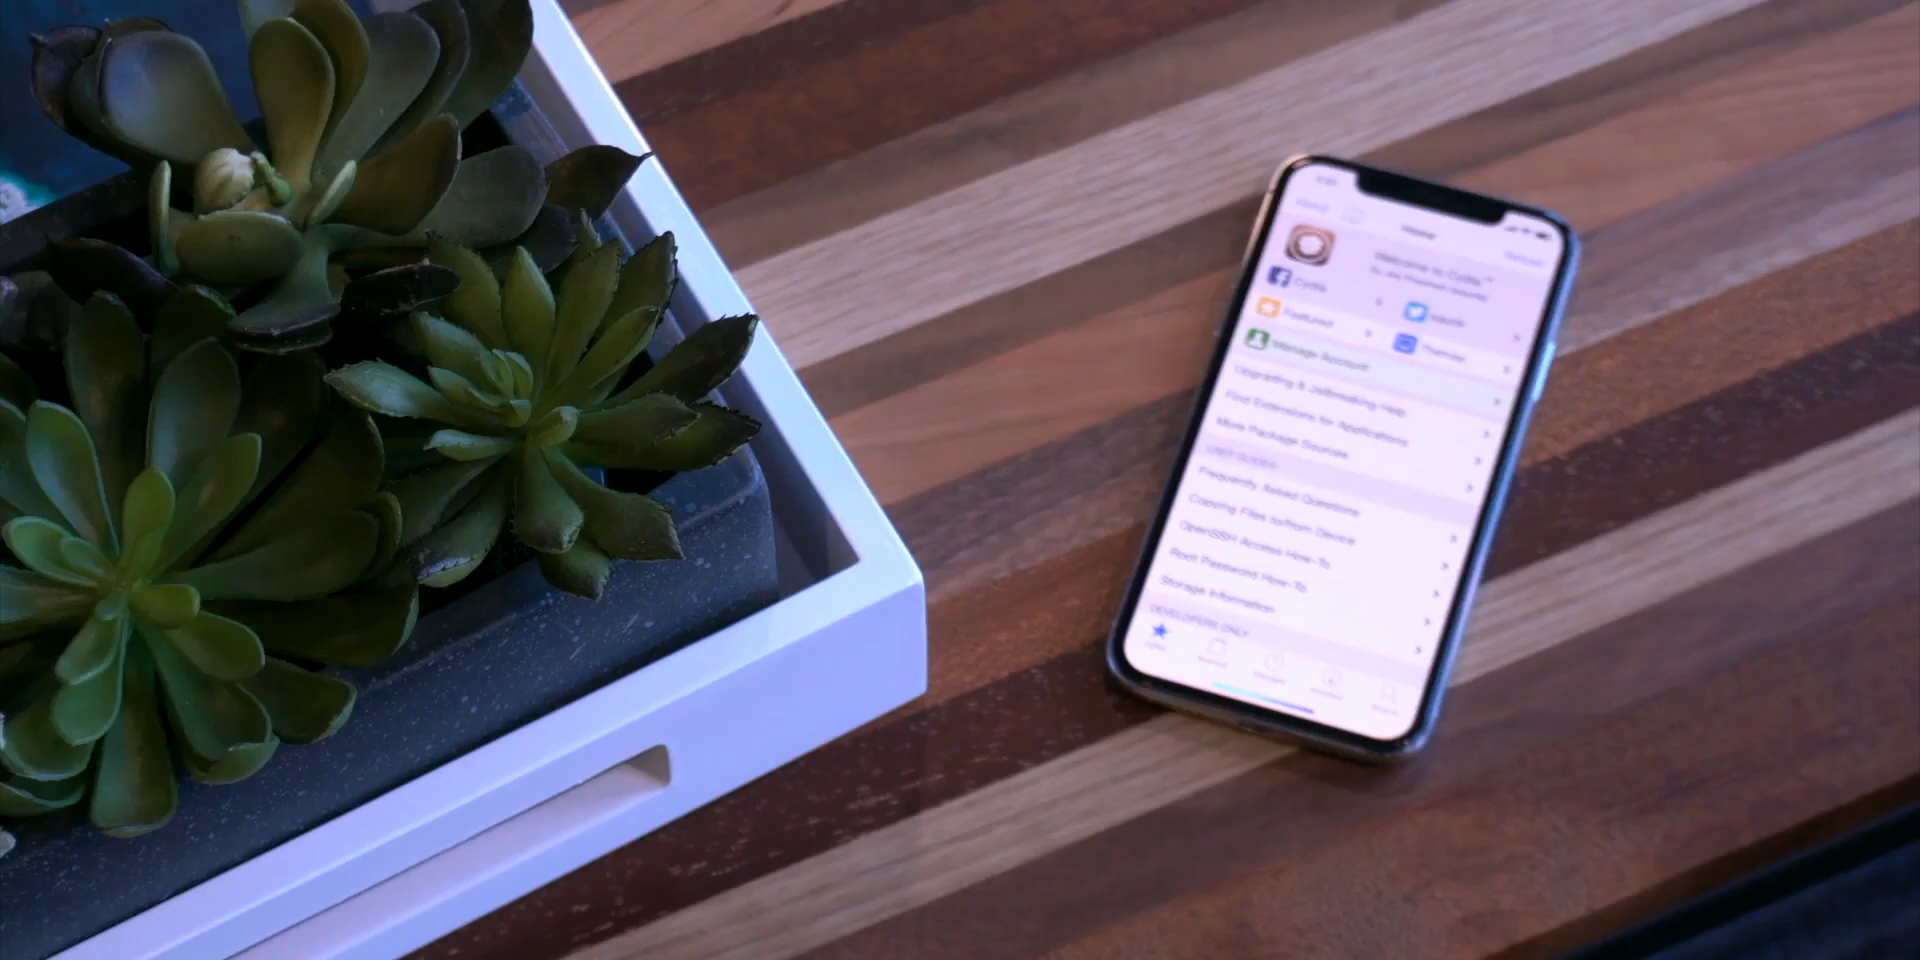 Home
Welcome to Cydia™
Cydia
saurik
Featured
Themes
Manage Account
Upgrading & Jailbreaking Help
Find Extensions for Applications
More Package Sources
USER GUIDES
Frequently Asked Questions
Copying Files to/from Device
OpenSSH Access How-To
Root Password How-To
Storage Information
DEVELOPERS ONLY
Cydia